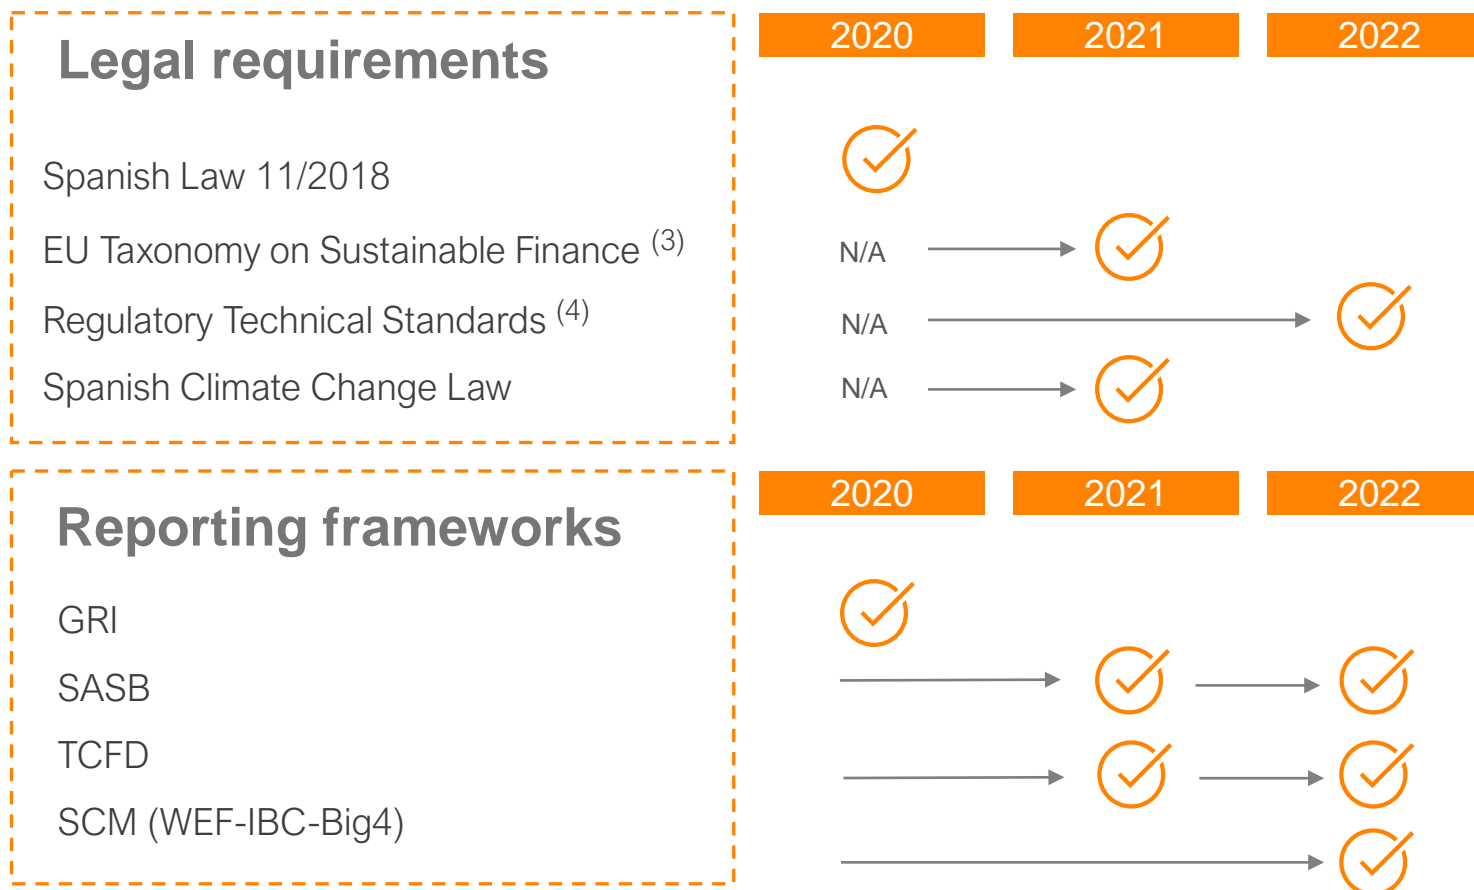 Legal requirements
2020 2021 2022
Spanish Law 11/2018
EU Taxonomy on Sustainable Finance (3)
N/A
Regulatory Technical Standards (4)
N/A
Spanish Climate Change Law
N/A
Reporting frameworks
2020 2021 2022
GRI
SASB
TCFD
SCM (WEF-IBC-Big4)